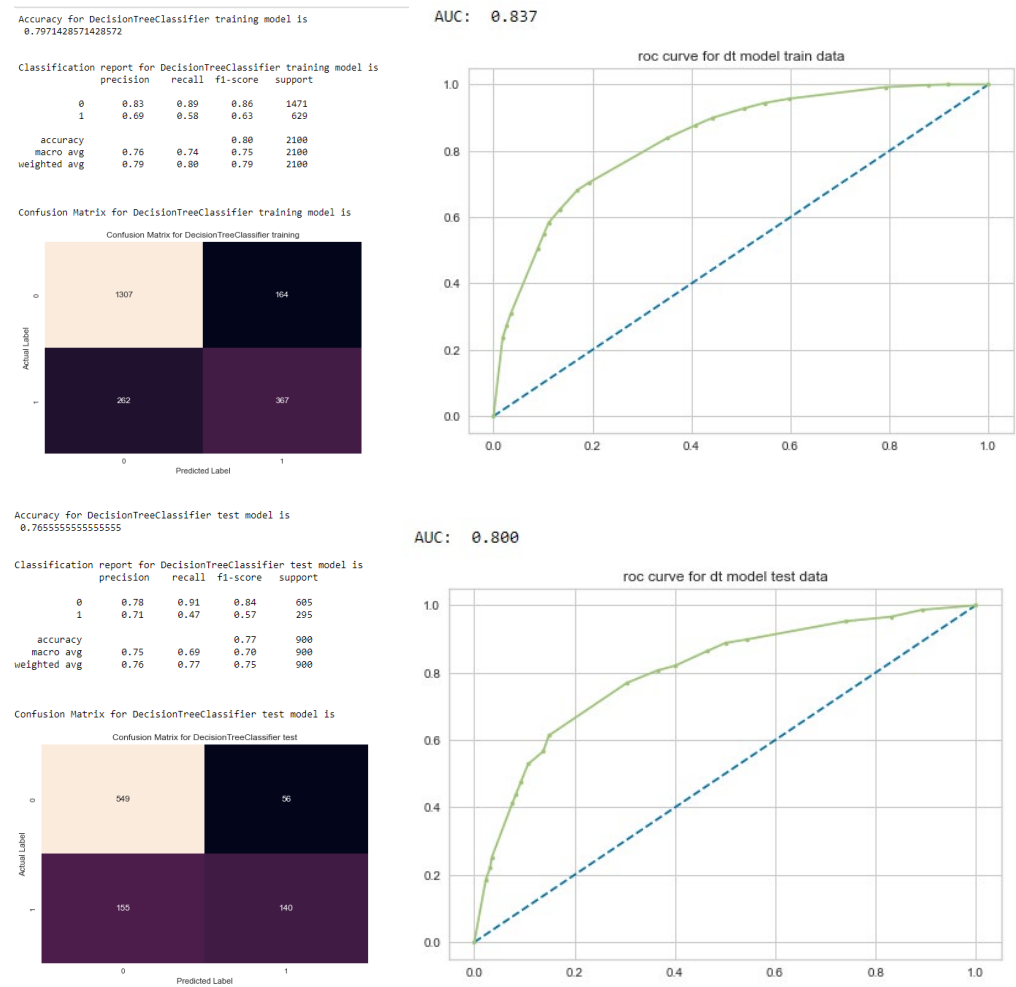 Accuracy for DecisionTreeClassifier training model is
0.7971428571428572
Classification report for DecisionTreeClassifier training model is
precision recall f1-score support
0 0.83 0.89 0.86 1471
1 0.69 0.58 0.63 629
accuracy 0.80 2100
macro avg 0.76 0.74 0.75 2100
weighted avg 0.79 0.80 0.79 2100
Confusion Matrix for DecisionTreeClassifier training model is
Confusion Matrix for DecisionTreeClassifier training
Actual Label
0
1307 164
1
262 367
0 1
Predicted Label
AUC: 0.837
roc curve for dt model train data
1.0
0.8
0.6
0.4
0.2
0.0
0.0 0.2 0.4 0.6 0.8 1.0
Accuracy for DecisionTreeClassifier test model is
0.7655555555555555
Classification report for DecisionTreeClassifier test model is
precision recall f1-score support
0 0.78 0.91 0.84 605
1 0.71 0.47 0.57 295
accuracy 0.77 900
macro avg 0.75 0.69 0.70 900
weighted avg 0.76 0.77 0.75 900
Confusion Matrix for DecisionTreeClassifier test model is
Confusion Matrix for DecisionTreeClassifier test
Actual Label
0
549 56
1
155 140
0 1
Predicted Label
AUC: 0.800
roc curve for dt model test data
1.0
0.8
0.6
0.4
0.2
0.0
0.0 0.2 0.4 0.6 0.8 1.0